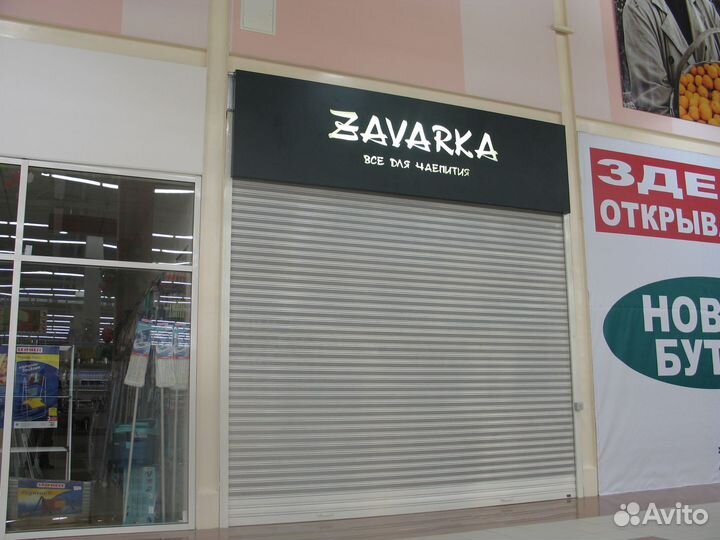 ZAVARKA
ВСЕ ДЛЯ ЧАЕПИТИЯ
ЗДЕ
ОТКРЫВА
НОВ
БУТ
Avito